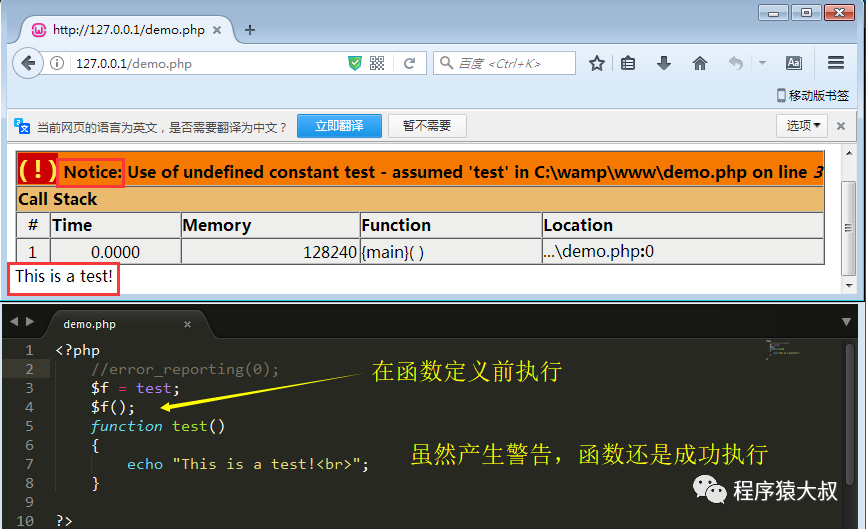 http://127.0.0.1/demo.php
127.0.0.1/demo.php
百度 <Ctrl+K>
移动版书签
当前网页的语言为英文，是否需要翻译为中文？ 立即翻译 暂不需要 选项
(!) Notice: Use of undefined constant test - assumed 'test' in C:\wamp\www\demo.php on line 3
Call Stack
# Time Memory Function Location
1 0.0000 128240 {main}( ) ...\demo.php:0
This is a test!
demo.php
1 <?php
2 //error_reporting(0);
在函数定义前执行
3 $f = test;
4 $f();
5 function test()
6 {
虽然产生警告，函数还是成功执行
7 echo "This is a test!<br>";
8 }
程序猿大叔
9
10 ?>